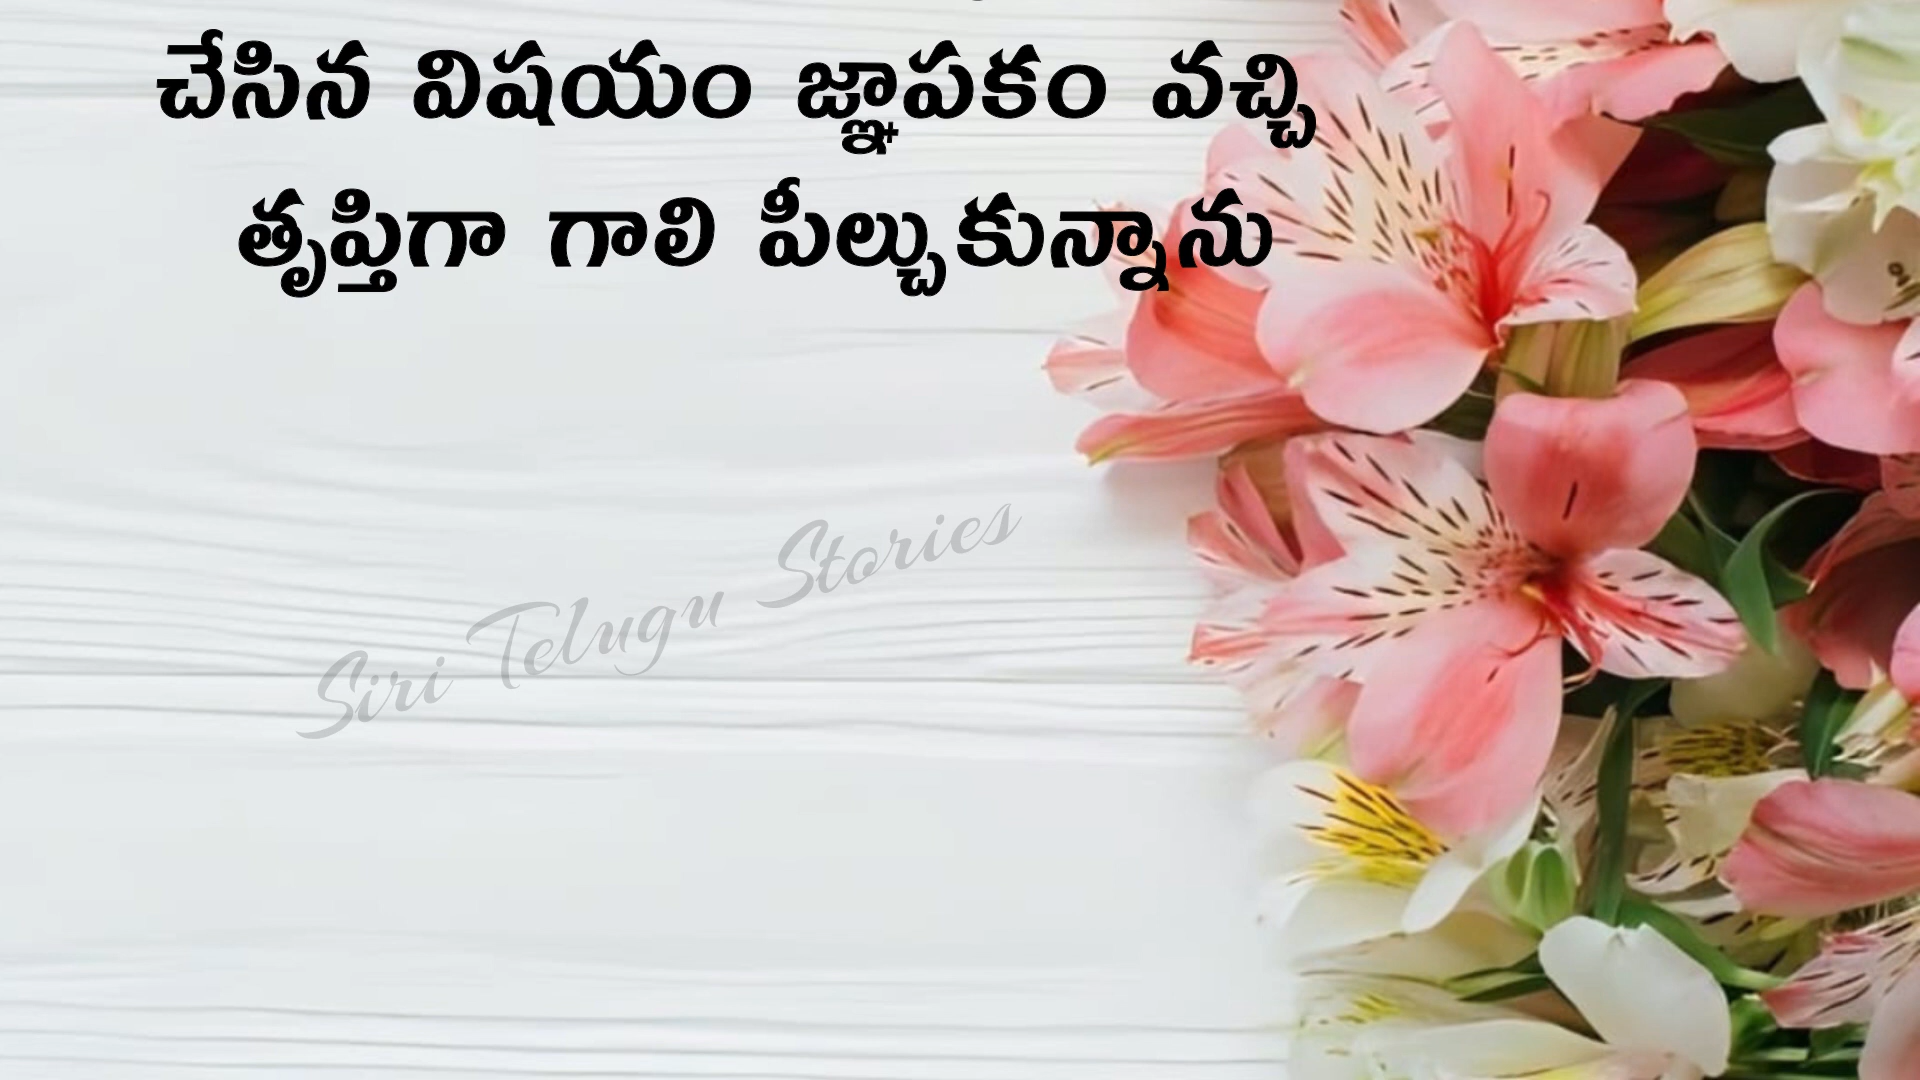 చేసిన విషయం జ్ఞాపకం వచ్చి
తృప్తిగా గాలి పీల్చుకున్నాను
Siri Telugu Stories